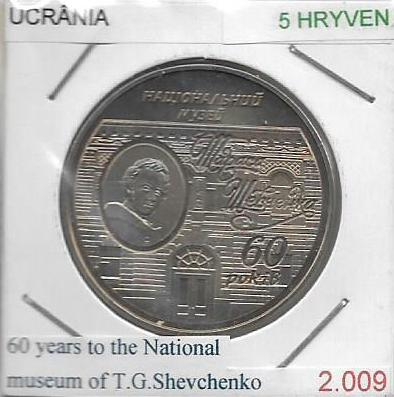 UCRÂNIA 5 HRYVEN
НАЦІОНАЛЬНИЙ
МУЗЕЙ
Тараса
Шевченка
60
років
60 years to the National
museum of T.G.Shevchenko 2.009